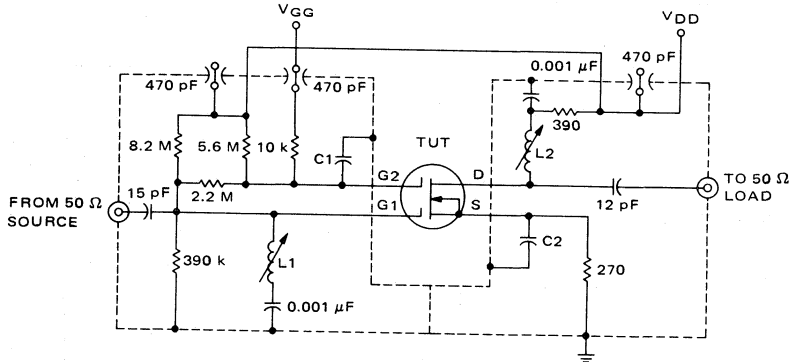 V_GG
V_DD
470 pF
470 pF
0.001 µF
470 pF
8.2 M
5.6 M
10 k
C1
TUT
390
L2
G2
D
15 pF
2.2 M
G1
S
12 pF
FROM 50 Ω
SOURCE
TO 50 Ω
LOAD
390 k
L1
C2
270
0.001 µF